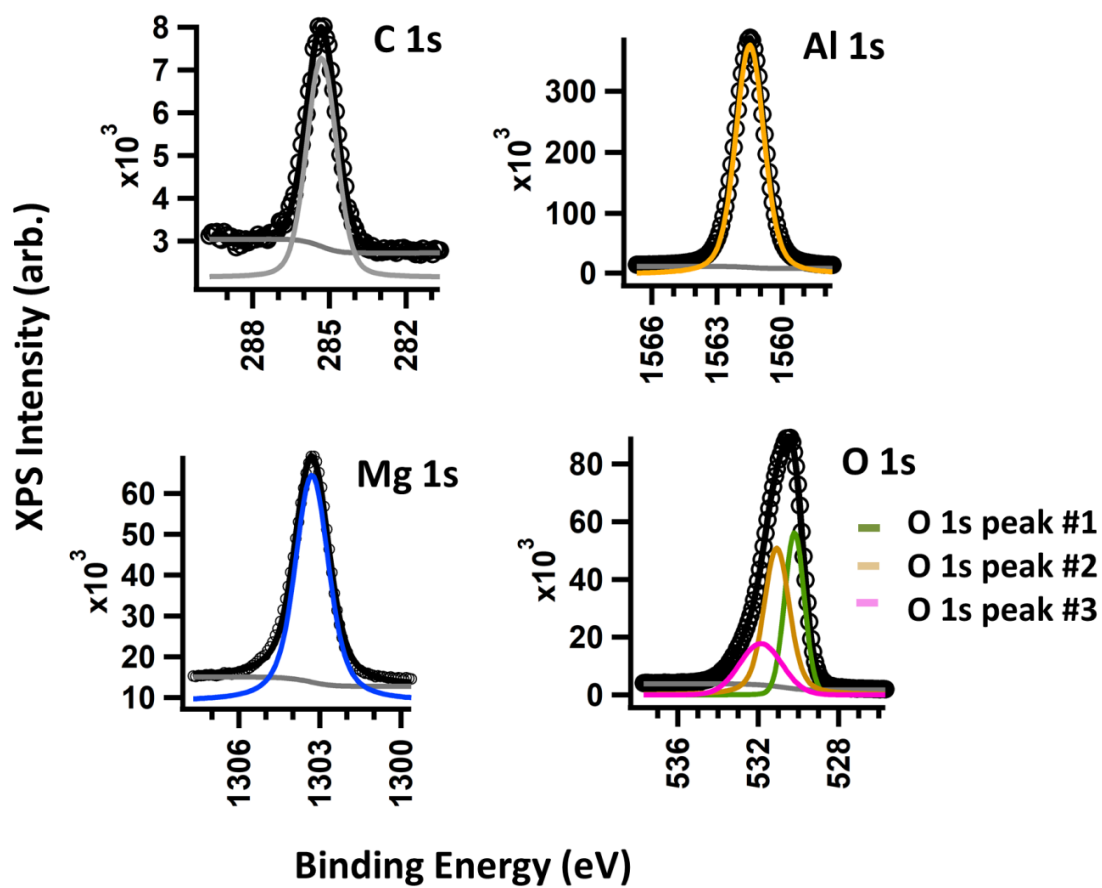 C 1s
8
7
6
5
4
3
x10³
288
285
282
Al 1s
300
200
100
0
x10³
1566
1563
1560
XPS Intensity (arb.)
Mg 1s
60
50
40
30
20
10
x10³
1306
1303
1300
O 1s
80
60
40
20
0
x10³
536
532
528
O 1s peak #1
O 1s peak #2
O 1s peak #3
Binding Energy (eV)